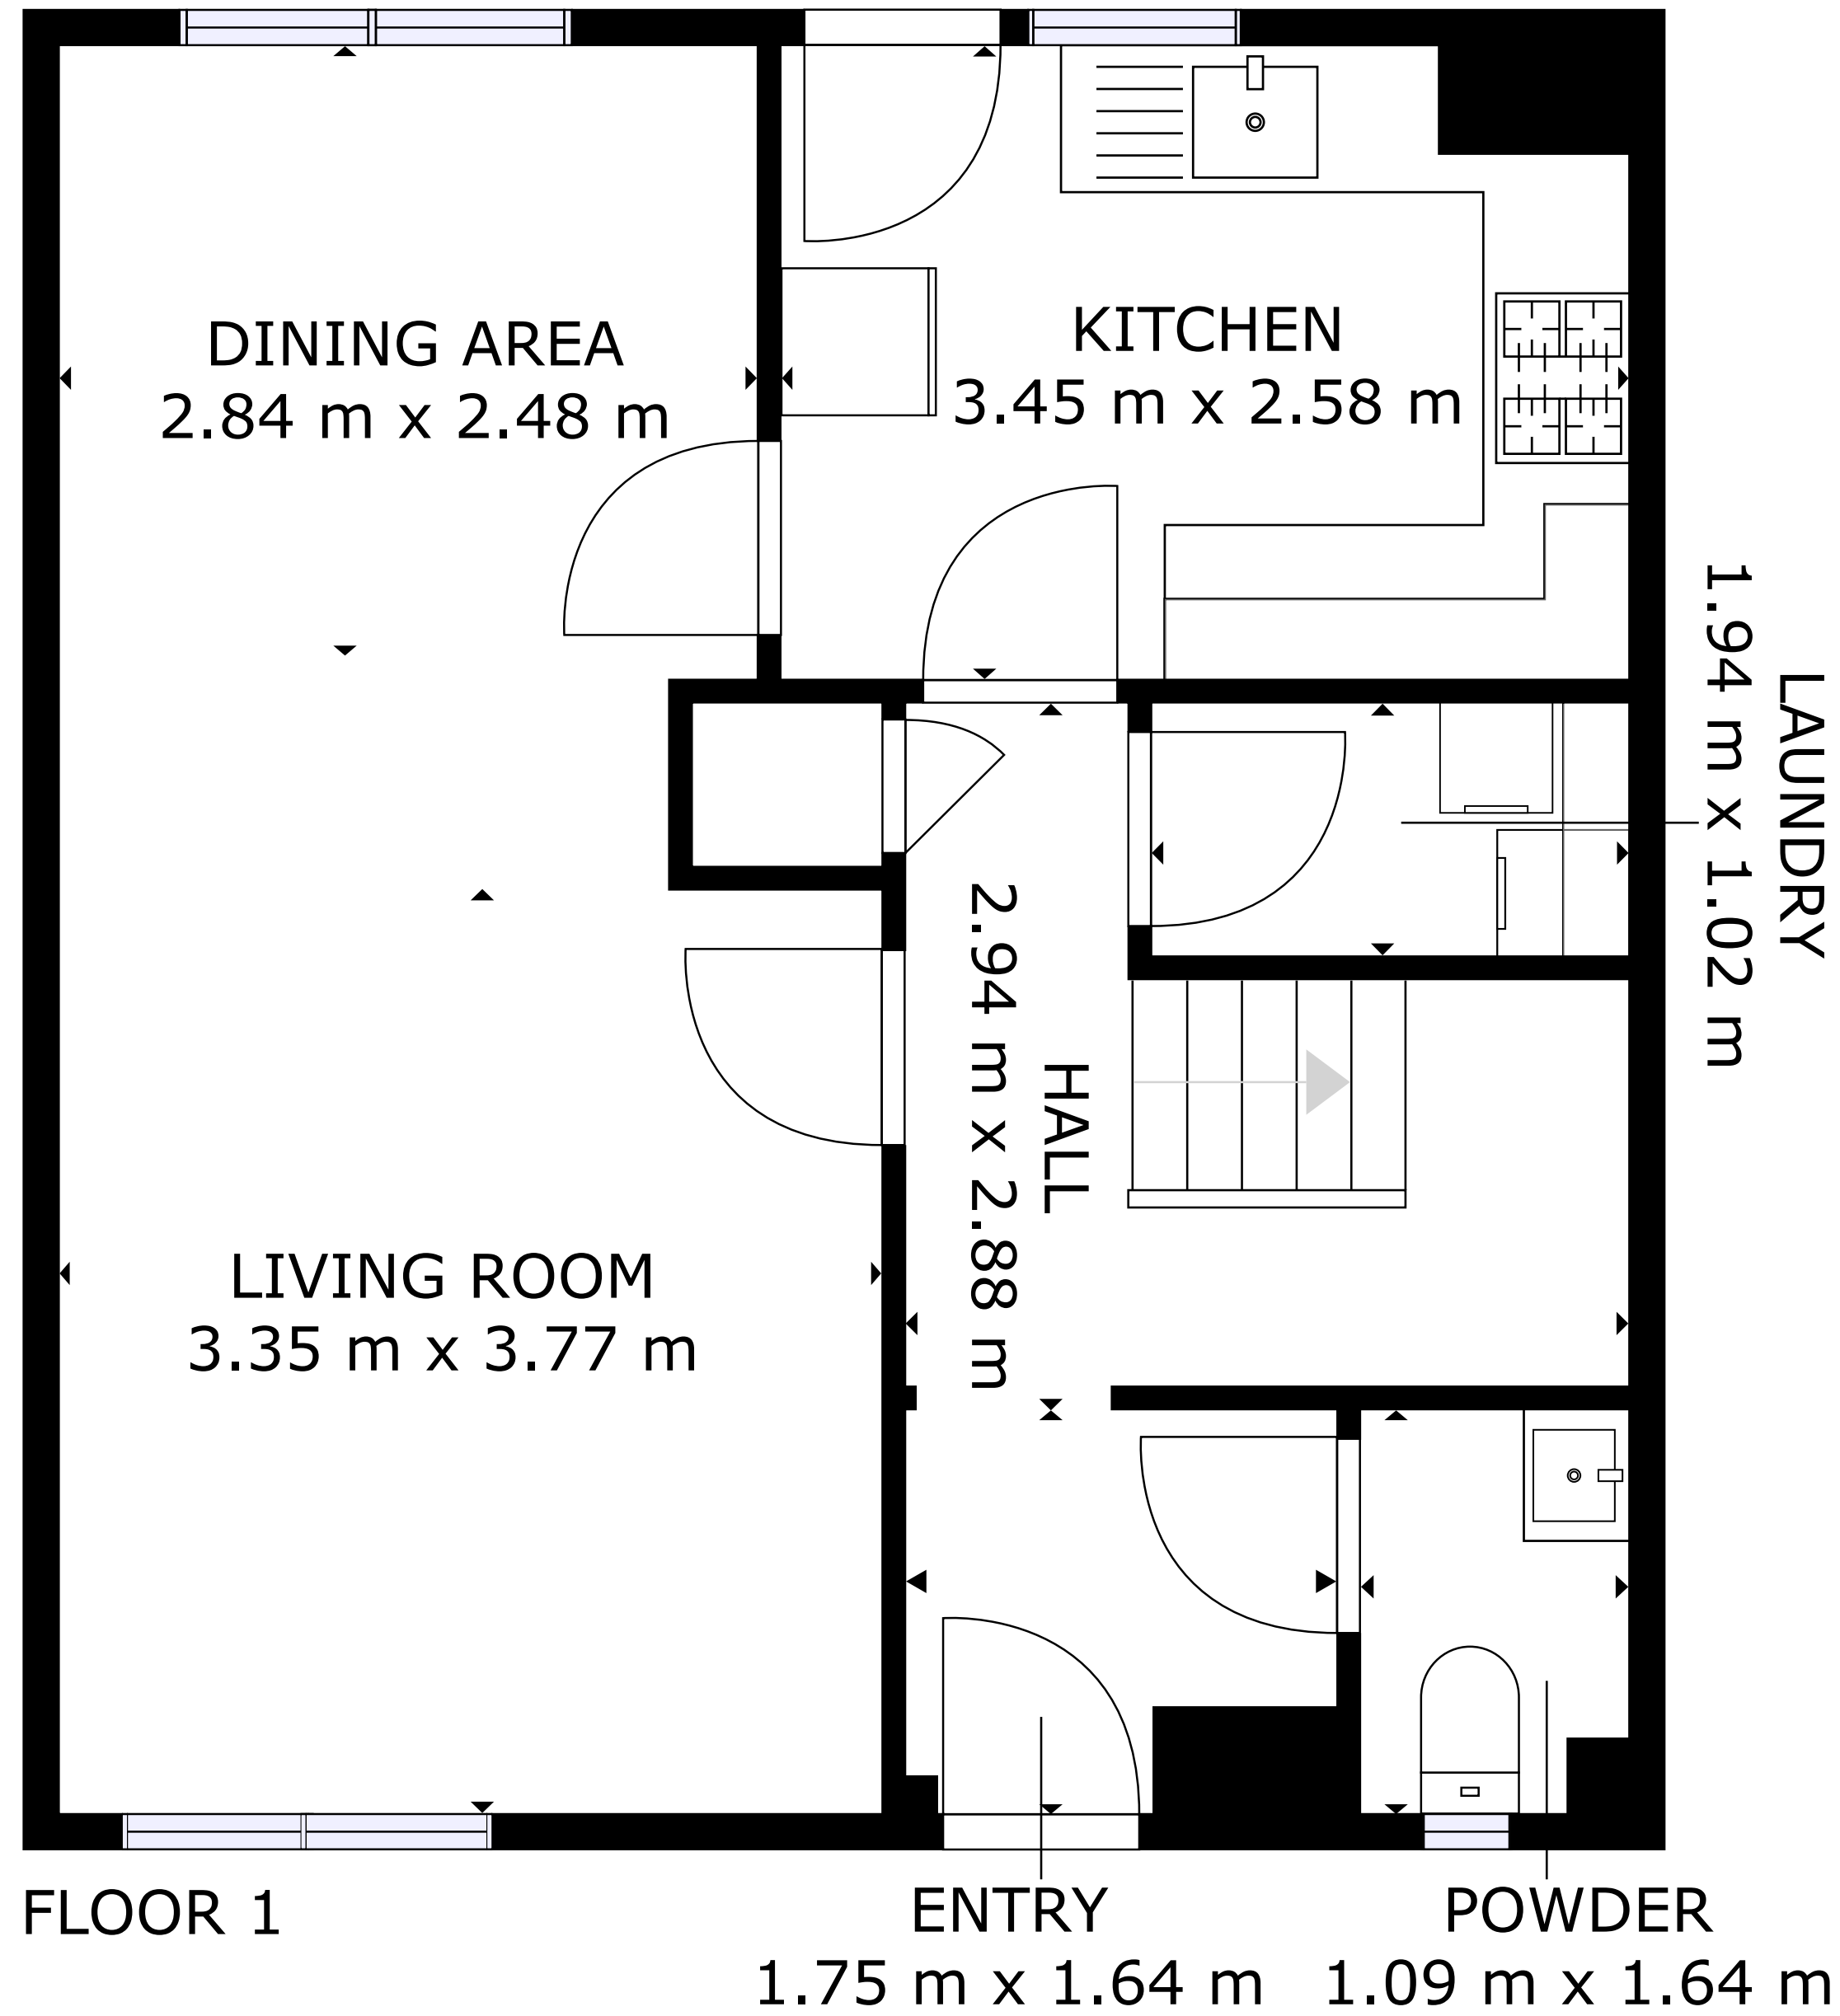 DINING AREA
2.84 m x 2.48 m
KITCHEN
3.45 m x 2.58 m
LAUNDRY
1.94 m x 1.02 m
HALL
2.94 m x 2.88 m
LIVING ROOM
3.35 m x 3.77 m
FLOOR 1
ENTRY
1.75 m x 1.64 m
POWDER
1.09 m x 1.64 m